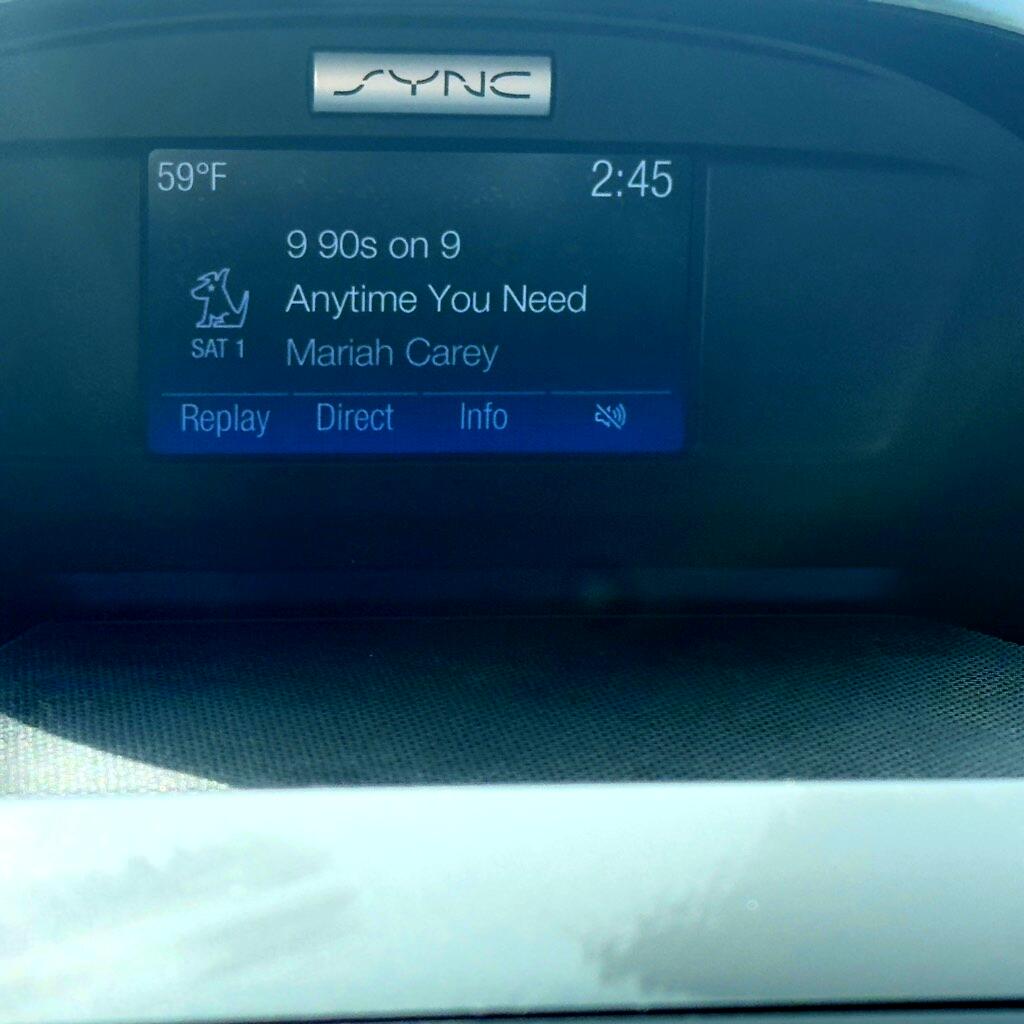 SYNC
59°F 2:45
9 90s on 9
Anytime You Need
SAT 1 Mariah Carey
Replay Direct Info